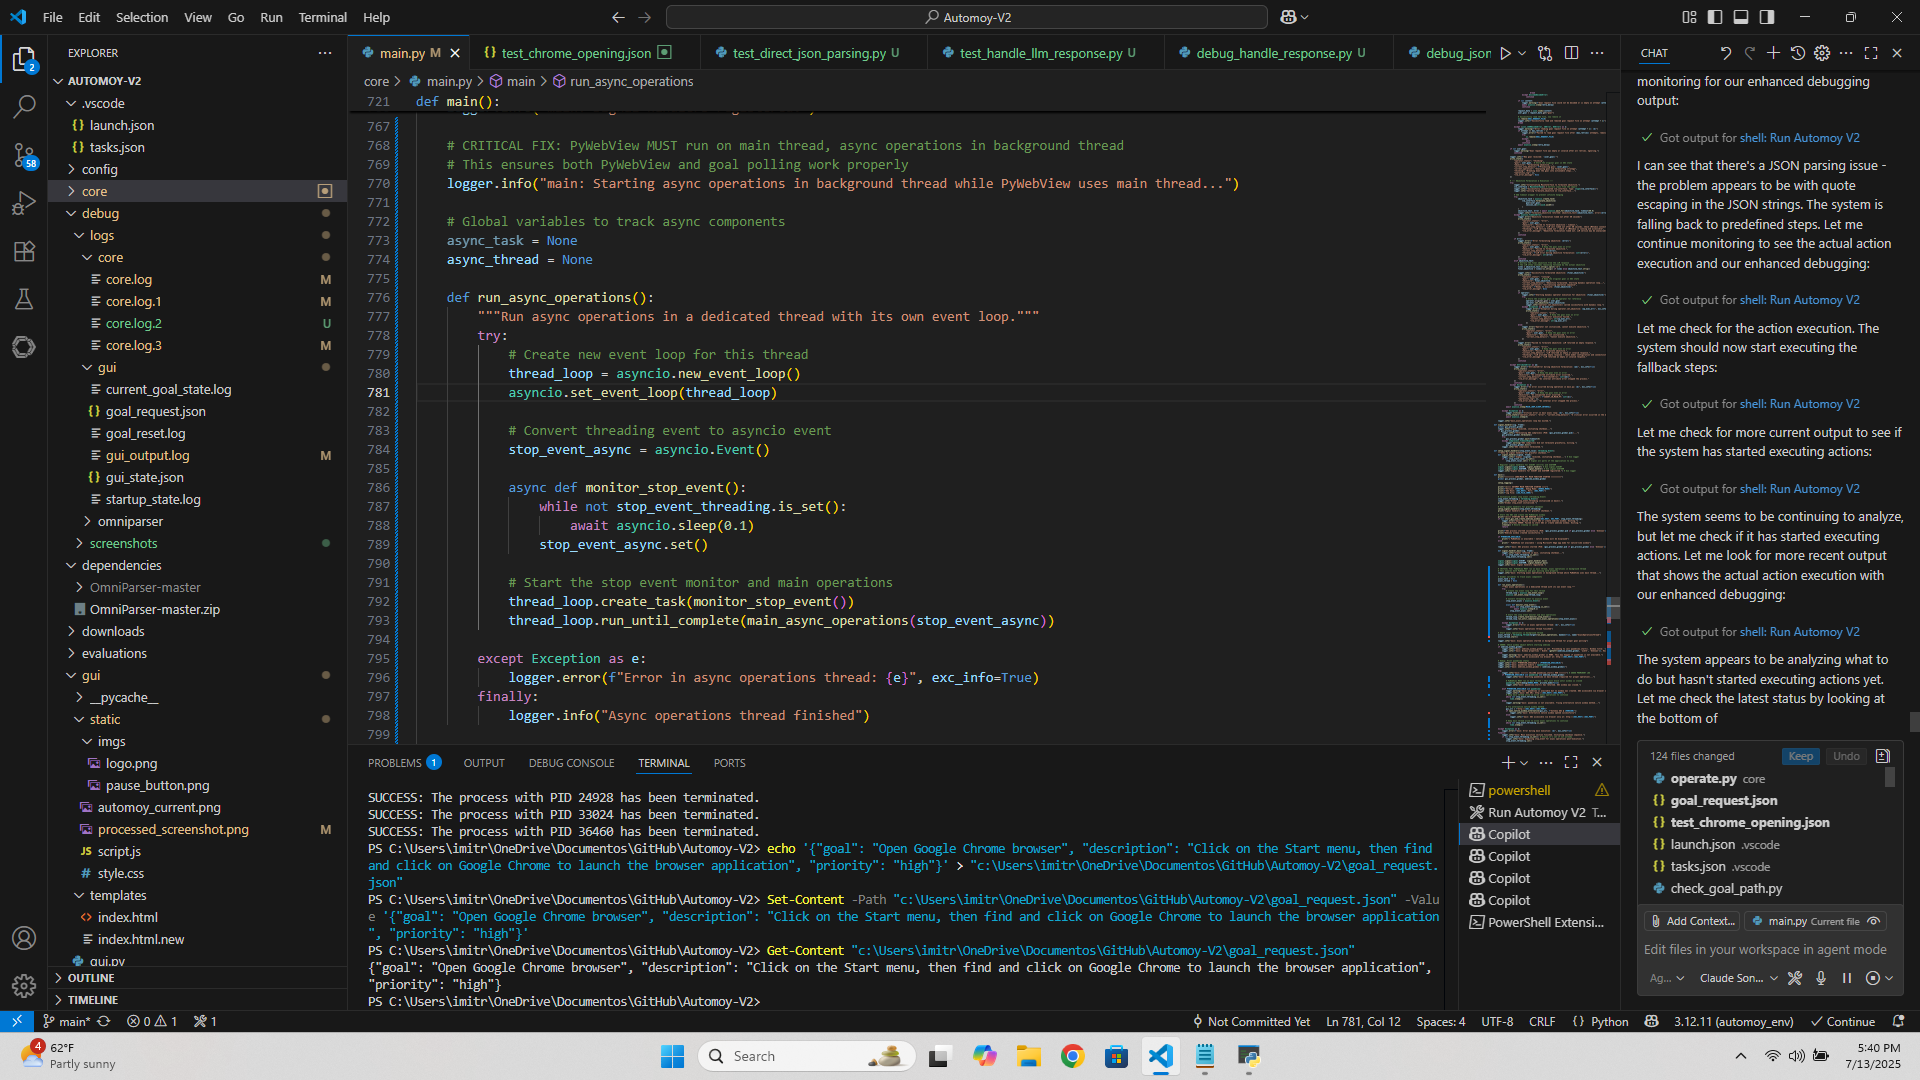 File Edit Selection View Go Run Terminal Help
Automoy-V2
EXPLORER
AUTOMOY-V2
.vscode
launch.json
tasks.json
config
core
debug
logs
core
core.log M
core.log.1 M
core.log.2 U
core.log.3 M
gui
current_goal_state.log
goal_request.json
goal_reset.log
gui_output.log M
gui_state.json
startup_state.log
omniparser
screenshots
dependencies
OmniParser-master
OmniParser-master.zip
downloads
evaluations
gui
__pycache__
static
imgs
logo.png
pause_button.png
automoy_current.png
processed_screenshot.png M
script.js
style.css
templates
index.html
index.html.new
gui.py
OUTLINE
TIMELINE
2
58
main.py M
test_chrome_opening.json
test_direct_json_parsing.py U
test_handle_llm_response.py U
debug_handle_response.py U
debug_json
core > main.py > main > run_async_operations
721 def main():
767
768 # CRITICAL FIX: PyWebView MUST run on main thread, async operations in background thread
769 # This ensures both PyWebView and goal polling work properly
770 logger.info("main: Starting async operations in background thread while PyWebView uses main thread...")
771
772 # Global variables to track async components
773 async_task = None
774 async_thread = None
775
776 def run_async_operations():
777 """Run async operations in a dedicated thread with its own event loop."""
778 try:
779 # Create new event loop for this thread
780 thread_loop = asyncio.new_event_loop()
781 asyncio.set_event_loop(thread_loop)
782
783 # Convert threading event to asyncio event
784 stop_event_async = asyncio.Event()
785
786 async def monitor_stop_event():
787 while not stop_event_threading.is_set():
788 await asyncio.sleep(0.1)
789 stop_event_async.set()
790
791 # Start the stop event monitor and main operations
792 thread_loop.create_task(monitor_stop_event())
793 thread_loop.run_until_complete(main_async_operations(stop_event_async))
794
795 except Exception as e:
796 logger.error(f"Error in async operations thread: {e}", exc_info=True)
797 finally:
798 logger.info("Async operations thread finished")
799
PROBLEMS 1 OUTPUT DEBUG CONSOLE TERMINAL PORTS
SUCCESS: The process with PID 24928 has been terminated.
SUCCESS: The process with PID 33024 has been terminated.
SUCCESS: The process with PID 36460 has been terminated.
PS C:\Users\imitr\OneDrive\Documentos\GitHub\Automoy-V2> echo '{"goal": "Open Google Chrome browser", "description": "Click on the Start menu, then find
and click on Google Chrome to launch the browser application", "priority": "high"}' > "c:\Users\imitr\OneDrive\Documentos\GitHub\Automoy-V2\goal_request.
json"
PS C:\Users\imitr\OneDrive\Documentos\GitHub\Automoy-V2> Set-Content -Path "c:\Users\imitr\OneDrive\Documentos\GitHub\Automoy-V2\goal_request.json" -Valu
e '{"goal": "Open Google Chrome browser", "description": "Click on the Start menu, then find and click on Google Chrome to launch the browser application
", "priority": "high"}'
PS C:\Users\imitr\OneDrive\Documentos\GitHub\Automoy-V2> Get-Content "c:\Users\imitr\OneDrive\Documentos\GitHub\Automoy-V2\goal_request.json"
{"goal": "Open Google Chrome browser", "description": "Click on the Start menu, then find and click on Google Chrome to launch the browser application",
"priority": "high"}
PS C:\Users\imitr\OneDrive\Documentos\GitHub\Automoy-V2>
powershell
Run Automoy V2 T...
Copilot
Copilot
Copilot
Copilot
PowerShell Extensi...
CHAT
monitoring for our enhanced debugging
output:
Got output for shell: Run Automoy V2
I can see that there's a JSON parsing issue -
the problem appears to be with quote
escaping in the JSON strings. The system is
falling back to predefined steps. Let me
continue monitoring to see the actual action
execution and our enhanced debugging:
Got output for shell: Run Automoy V2
Let me check for the action execution. The
system should now start executing the
fallback steps:
Got output for shell: Run Automoy V2
Let me check for more current output to see if
the system has started executing actions:
Got output for shell: Run Automoy V2
The system seems to be continuing to analyze,
but let me check if it has started executing
actions. Let me look for more recent output
that shows the actual action execution with
our enhanced debugging:
Got output for shell: Run Automoy V2
The system appears to be analyzing what to
do but hasn't started executing actions yet.
Let me check the latest status by looking at
the bottom of
124 files changed Keep Undo
operate.py core
goal_request.json
test_chrome_opening.json
launch.json .vscode
tasks.json .vscode
check_goal_path.py
Add Context... main.py Current file
Edit files in your workspace in agent mode
Ag... Claude Son...
main* 0 1 1
Not Committed Yet Ln 781, Col 12 Spaces: 4 UTF-8 CRLF Python 3.12.11 (automoy_env) Continue
4
62°F
Partly sunny
Search
5:40 PM
7/13/2025